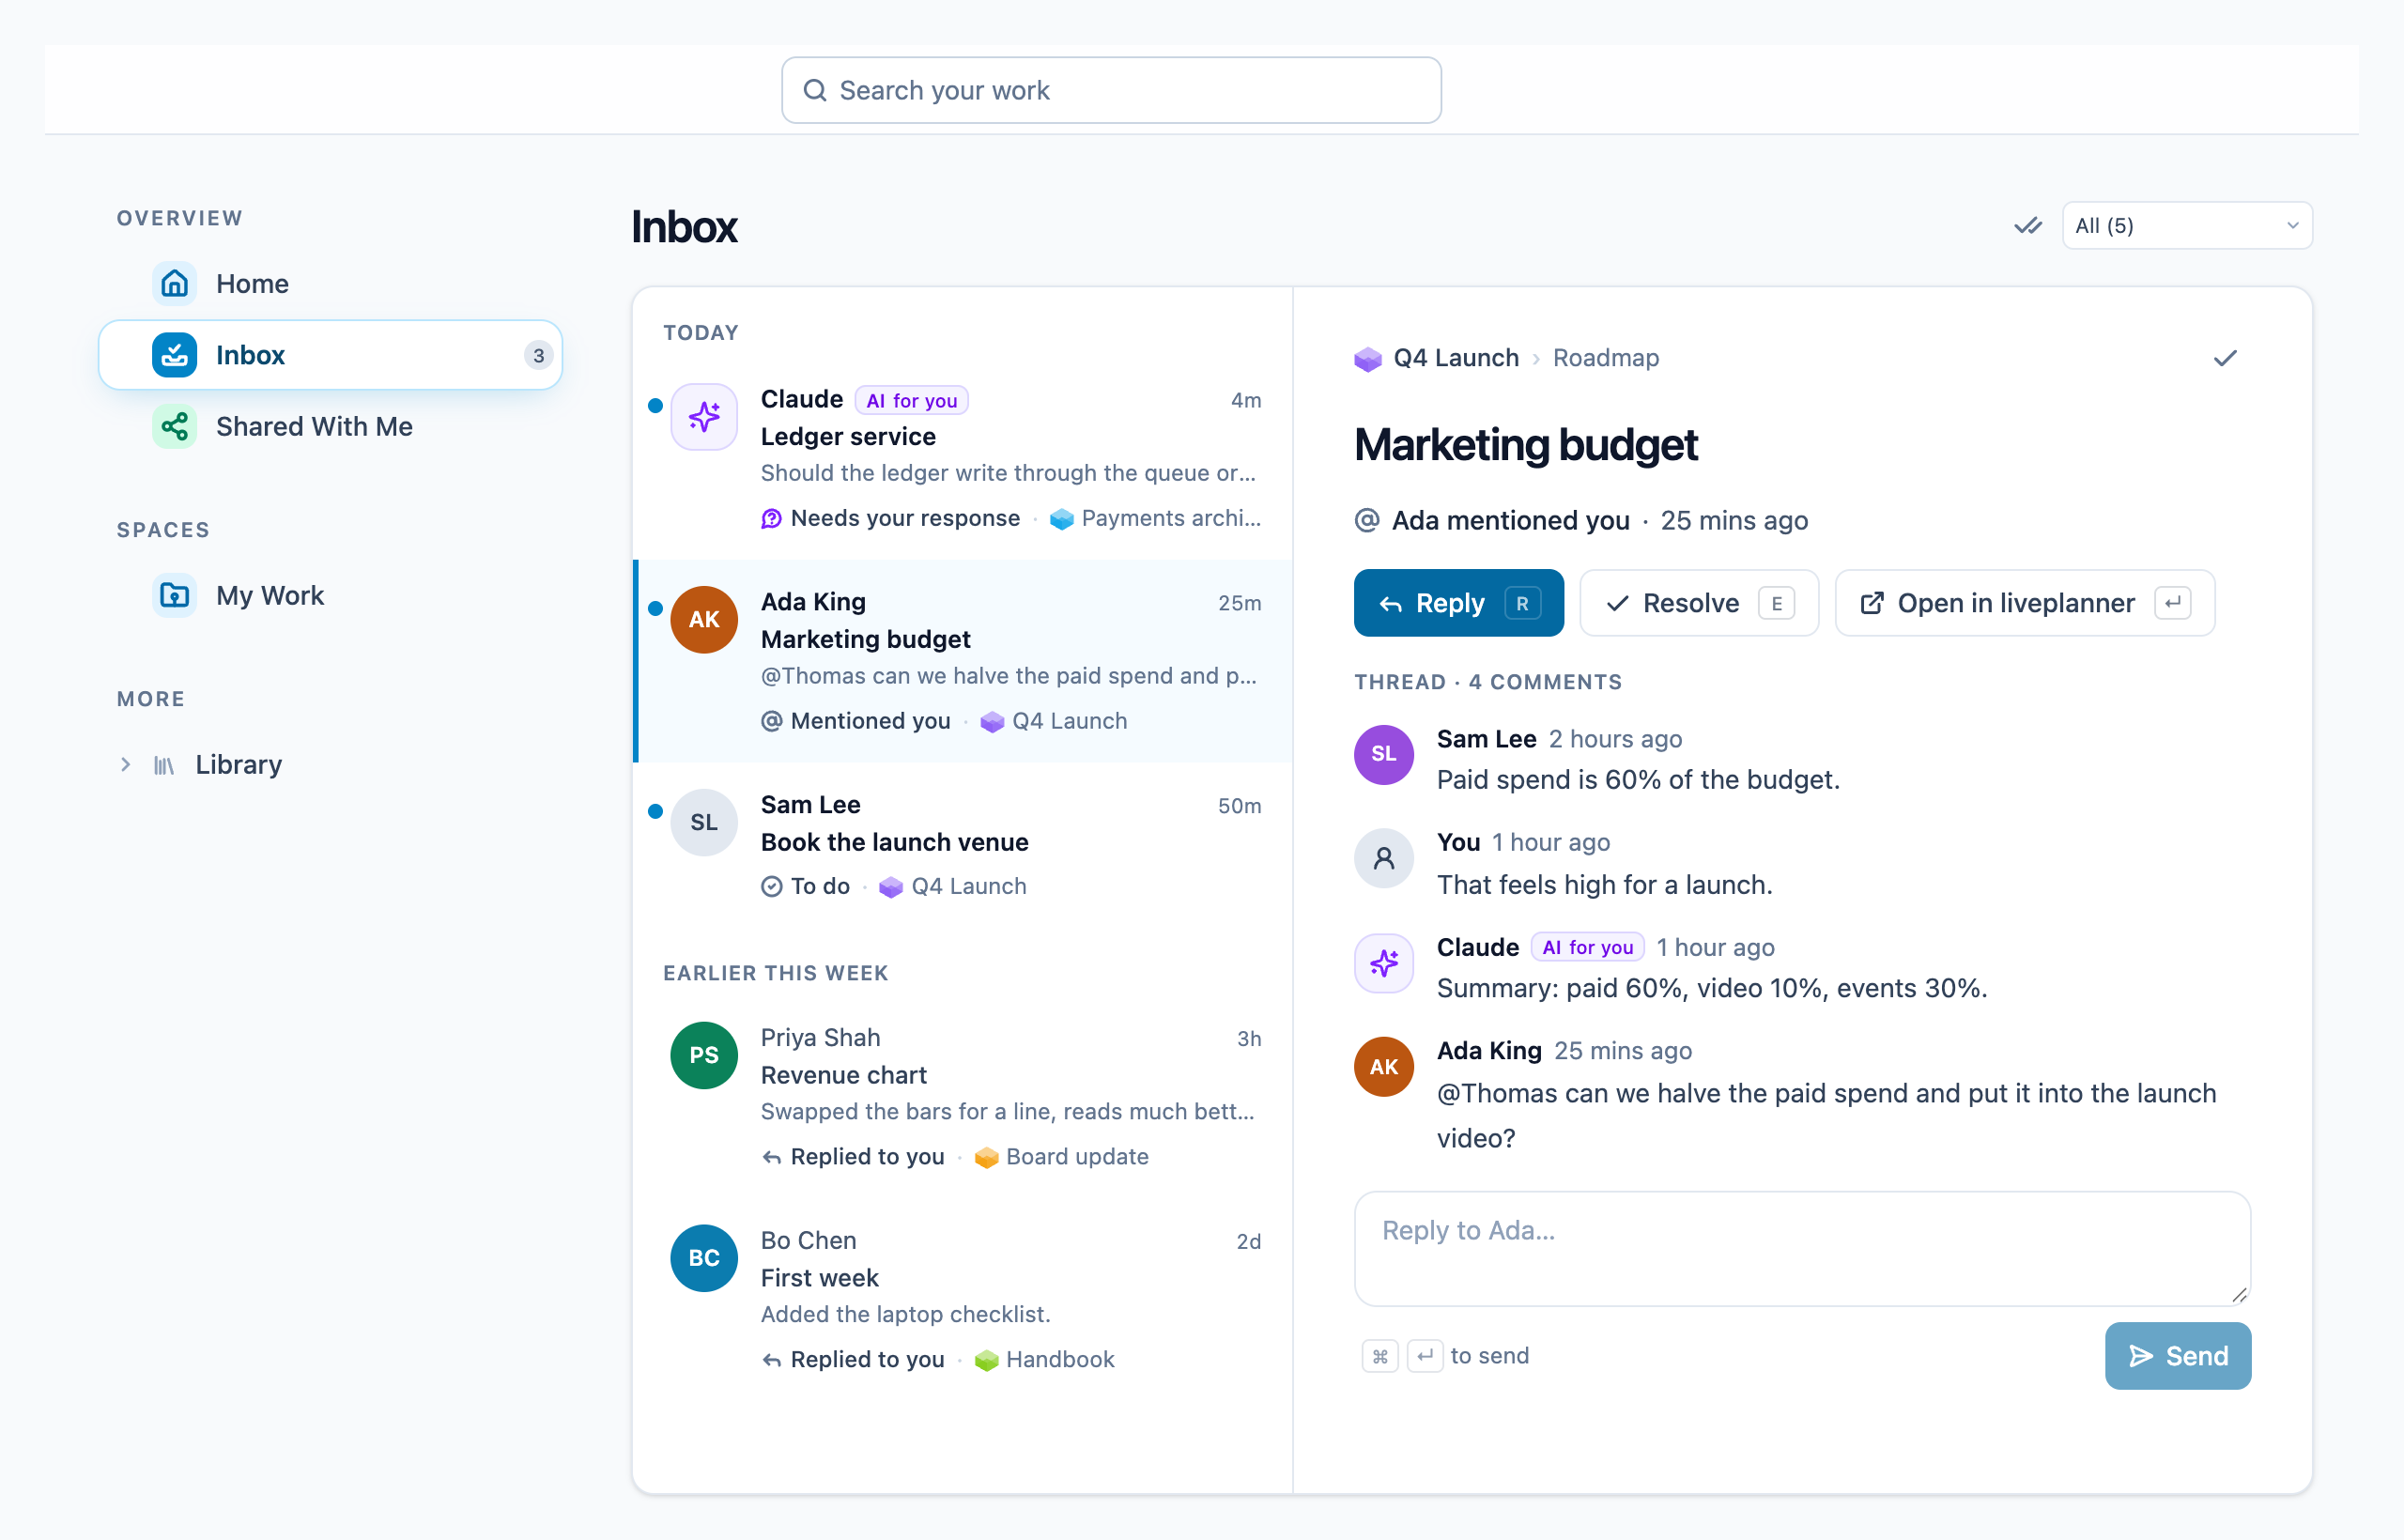 Search your work
OVERVIEW
Home
Inbox 3
Shared With Me
SPACES
My Work
MORE
Library
Inbox
All (5)
TODAY
Claude AI for you 4m
Ledger service
Should the ledger write through the queue or...
Needs your response · Payments archi...
AK Ada King 25m
Marketing budget
@Thomas can we halve the paid spend and p...
Mentioned you · Q4 Launch
SL Sam Lee 50m
Book the launch venue
To do · Q4 Launch
EARLIER THIS WEEK
PS Priya Shah 3h
Revenue chart
Swapped the bars for a line, reads much bett...
Replied to you · Board update
BC Bo Chen 2d
First week
Added the laptop checklist.
Replied to you · Handbook
Q4 Launch › Roadmap
Marketing budget
@ Ada mentioned you · 25 mins ago
Reply R
Resolve E
Open in liveplanner ↵
THREAD · 4 COMMENTS
SL Sam Lee 2 hours ago
Paid spend is 60% of the budget.
You 1 hour ago
That feels high for a launch.
Claude AI for you 1 hour ago
Summary: paid 60%, video 10%, events 30%.
AK Ada King 25 mins ago
@Thomas can we halve the paid spend and put it into the launch
video?
Reply to Ada...
⌘ ↵ to send
Send